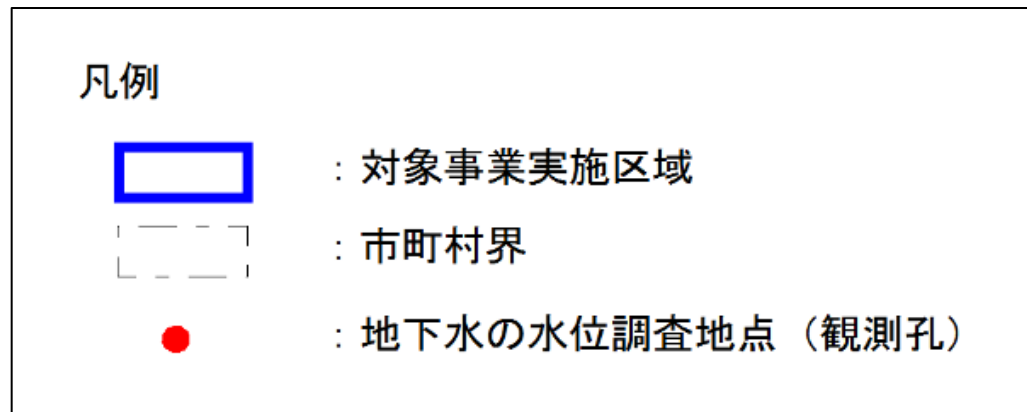 凡例
：対象事業実施区域
：市町村界
：地下水の水位調査地点（観測孔）